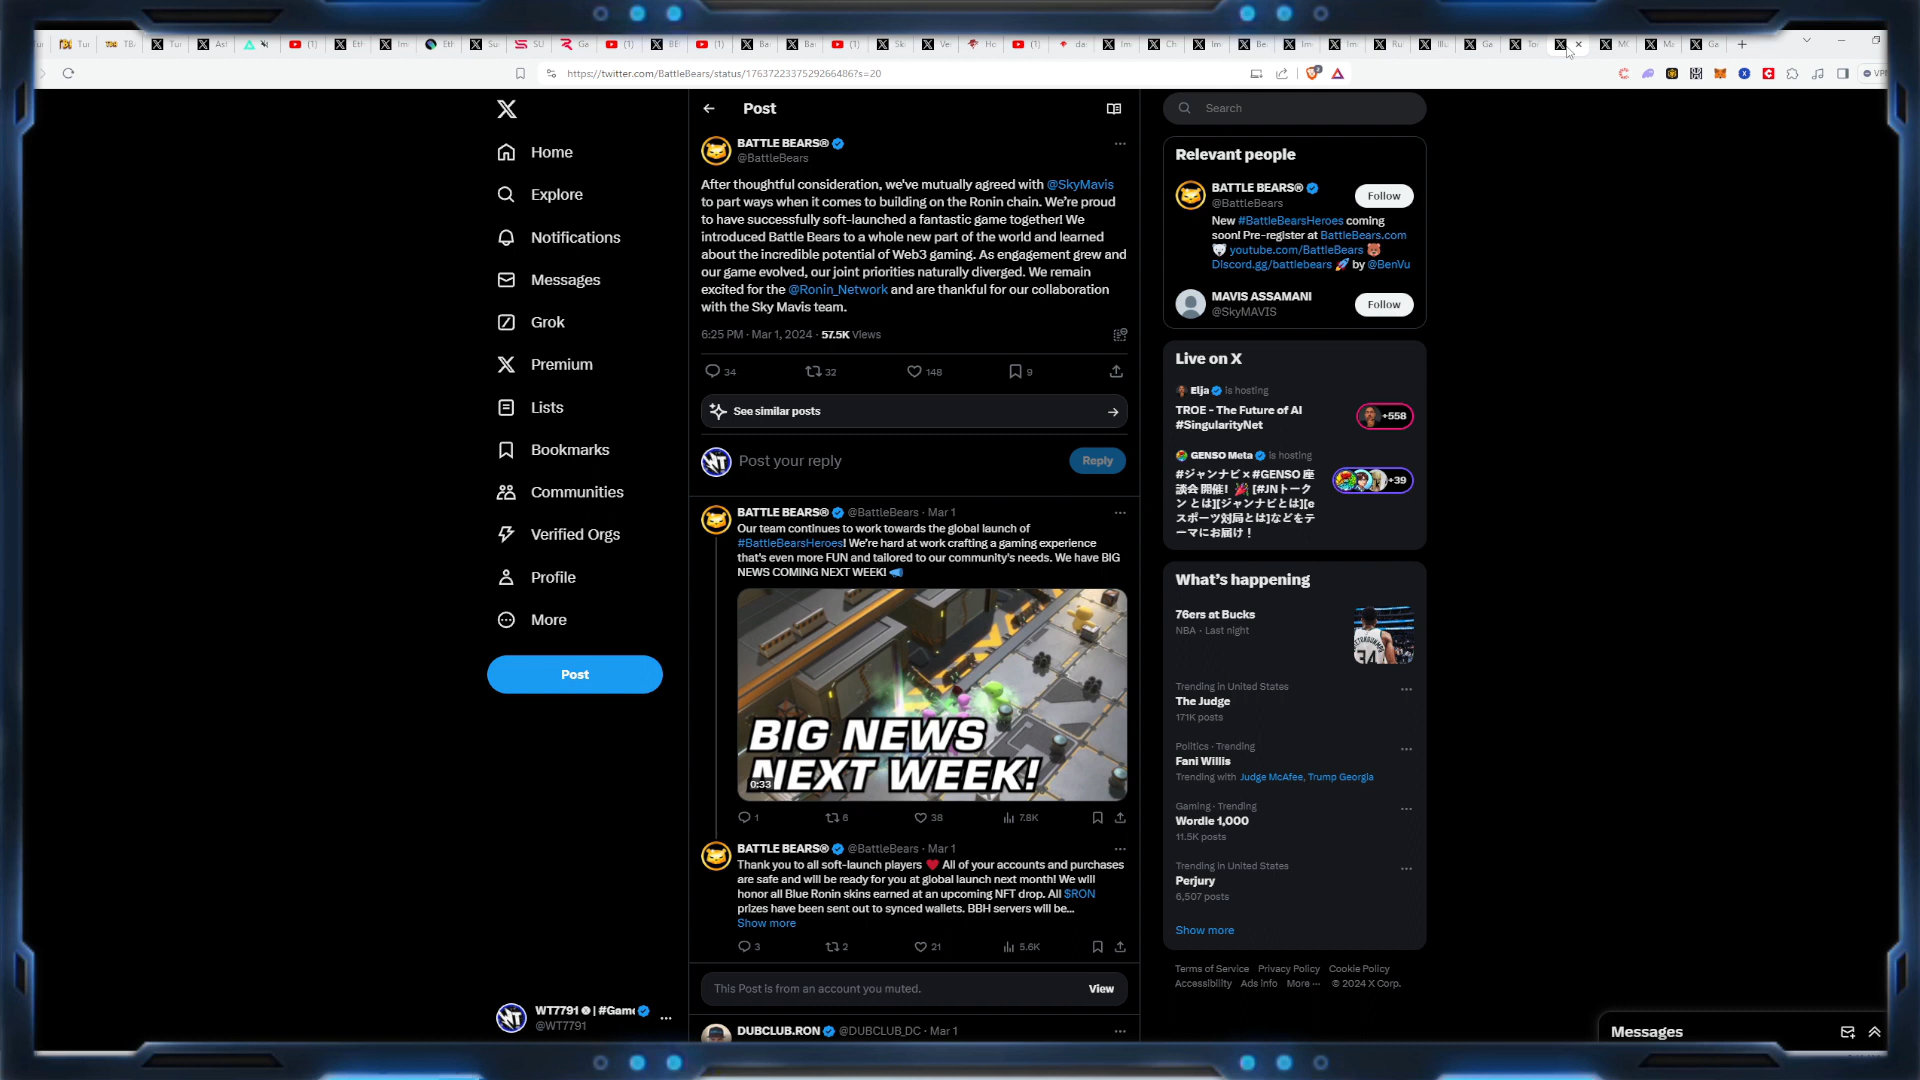 https://twitter.com/BattleBears/status/1763722337529266486?s=20
VPN
Home
Explore
Notifications
Messages
Grok
Premium
Lists
Bookmarks
Communities
Verified Orgs
Profile
More
Post
WT7791 | #Game
@WT7791
Post
BATTLE BEARS®
@BattleBears
After thoughtful consideration, we've mutually agreed with @SkyMavis
to part ways when it comes to building on the Ronin chain. We're proud
to have successfully soft-launched a fantastic game together! We
introduced Battle Bears to a whole new part of the world and learned
about the incredible potential of Web3 gaming. As engagement grew and
our game evolved, our joint priorities naturally diverged. We remain
excited for the @Ronin_Network and are thankful for our collaboration
with the Sky Mavis team.
6:25 PM · Mar 1, 2024 · 57.5K Views
34 32 148 9
See similar posts
Post your reply
Reply
BATTLE BEARS® @BattleBears · Mar 1
Our team continues to work towards the global launch of
#BattleBearsHeroes! We're hard at work crafting a gaming experience
that's even more FUN and tailored to our community's needs. We have BIG
NEWS COMING NEXT WEEK!
BIG NEWS
NEXT WEEK!
0:33
1 6 38 7.8K
BATTLE BEARS® @BattleBears · Mar 1
Thank you to all soft-launch players All of your accounts and purchases
are safe and will be ready for you at global launch next month! We will
honor all Blue Ronin skins earned at an upcoming NFT drop. All $RON
prizes have been sent out to synced wallets. BBH servers will be...
Show more
3 2 21 5.6K
This Post is from an account you muted.
View
DUBCLUB.RON @DUBCLUB_DC · Mar 1
Search
Relevant people
BATTLE BEARS®
@BattleBears
Follow
New #BattleBearsHeroes coming
soon! Pre-register at BattleBears.com
youtube.com/BattleBears
Discord.gg/battlebears by @BenVu
MAVIS ASSAMANI
@SkyMAVIS
Follow
Live on X
Elja is hosting
TROE - The Future of AI
#SingularityNet
+558
GENSO Meta is hosting
#ジャンナビ×#GENSO 座
談会 開催! [#JNトーク
ン とは][ジャンナビとは][e
スポーツ対局とは]などをテ
ーマにお届け！
+39
What's happening
76ers at Bucks
NBA · Last night
34
Trending in United States
The Judge
171K posts
Politics · Trending
Fani Willis
Trending with Judge McAfee, Trump Georgia
Gaming · Trending
Wordle 1,000
11.5K posts
Trending in United States
Perjury
6,507 posts
Show more
Terms of Service Privacy Policy Cookie Policy
Accessibility Ads info More ··· © 2024 X Corp.
Messages